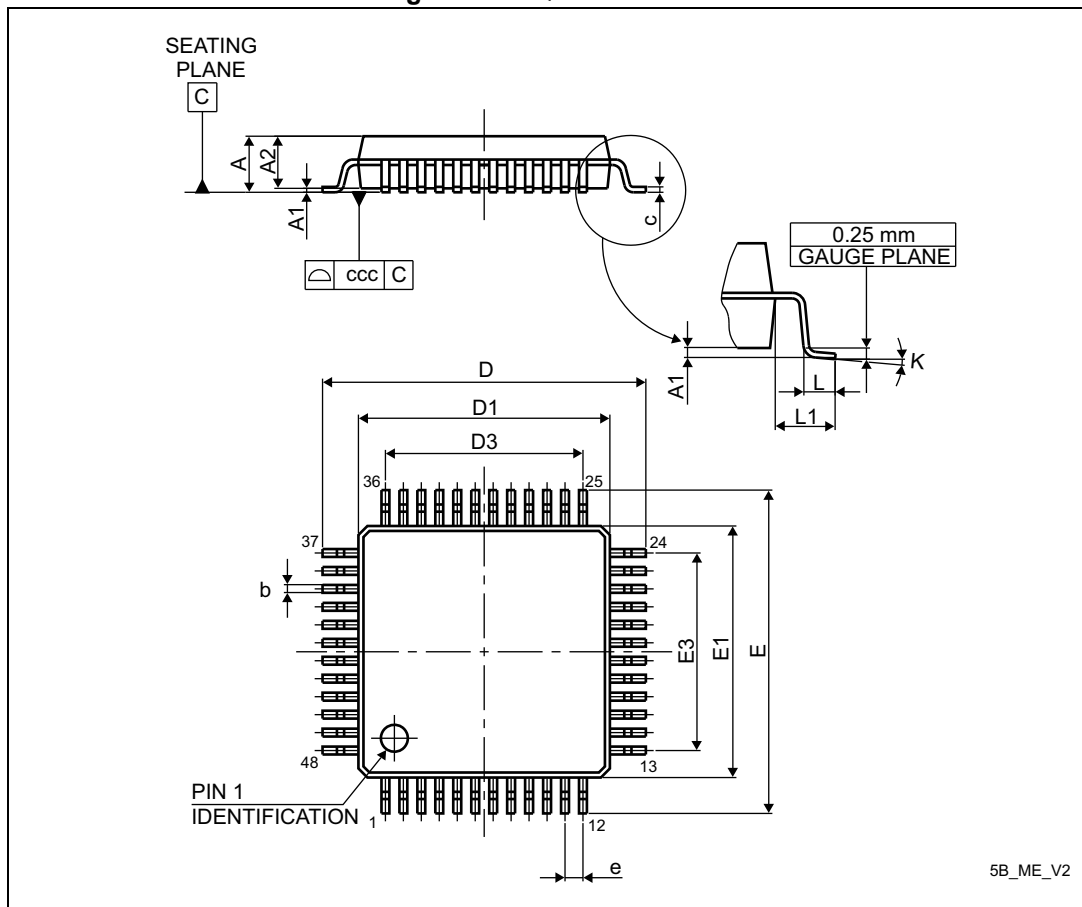 SEATING
PLANE
C
A
A2
A1
c
ccc C
0.25 mm
GAUGE PLANE
A1
K
L
L1
D
D1
D3
36
25
37
24
b
E3
E1
E
48
13
PIN 1
IDENTIFICATION
1
12
e
5B_ME_V2